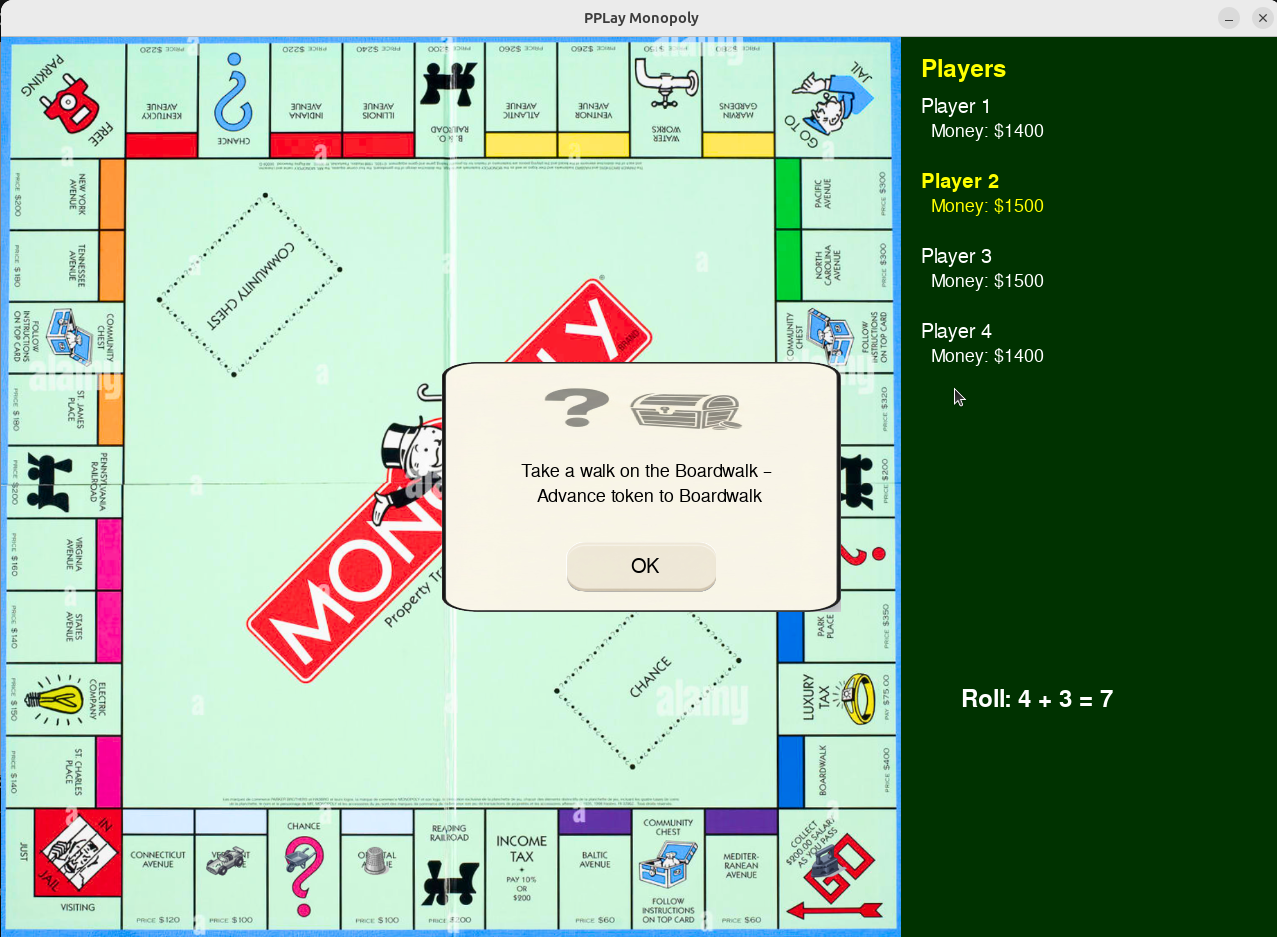 PPLay Monopoly
Players
Player 1
Money: $1400
Player 2
Money: $1500
Player 3
Money: $1500
Player 4
Money: $1400
Roll: 4 + 3 = 7
Take a walk on the Boardwalk –
Advance token to Boardwalk
OK
FREE
PARKING
PRICE $220
KENTUCKY
AVENUE
CHANCE
PRICE $220
INDIANA
AVENUE
PRICE $240
ILLINOIS
AVENUE
PRICE $200
B. & O.
RAILROAD
PRICE $260
ATLANTIC
AVENUE
PRICE $260
VENTNOR
AVENUE
PRICE $150
WATER
WORKS
PRICE $280
MARVIN
GARDENS
GO TO
JAIL
NEW YORK
AVENUE
PRICE $200
TENNESSEE
AVENUE
PRICE $180
COMMUNITY
CHEST
FOLLOW
INSTRUCTIONS
ON TOP CARD
ST. JAMES
PLACE
PRICE $180
PENNSYLVANIA
RAILROAD
PRICE $200
VIRGINIA
AVENUE
PRICE $160
STATES
AVENUE
PRICE $140
ELECTRIC
COMPANY
PRICE $150
ST. CHARLES
PLACE
PRICE $140
COMMUNITY CHEST
MONO
LY
BRAND
®
Property Tr
CHANCE
PACIFIC
AVENUE
PRICE $300
NORTH
CAROLINA
AVENUE
PRICE $300
COMMUNITY
CHEST
FOLLOW
INSTRUCTIONS
ON TOP CARD
PRICE $320
PRICE $200
PARK
PLACE
PRICE $350
LUXURY
TAX
PAY $75.00
BOARDWALK
PRICE $400
IN
JAIL
JUST
VISITING
CONNECTICUT
AVENUE
PRICE $120
PRICE $100
CHANCE
PRICE $100
READING
RAILROAD
PRICE $200
INCOME
TAX
PAY 10%
OR
$200
BALTIC
AVENUE
PRICE $60
COMMUNITY
CHEST
FOLLOW
INSTRUCTIONS
ON TOP CARD
MEDITER-
RANEAN
AVENUE
PRICE $60
COLLECT
$200.00 SALARY
AS YOU PASS
GO
alamy
alamy
alamy
a